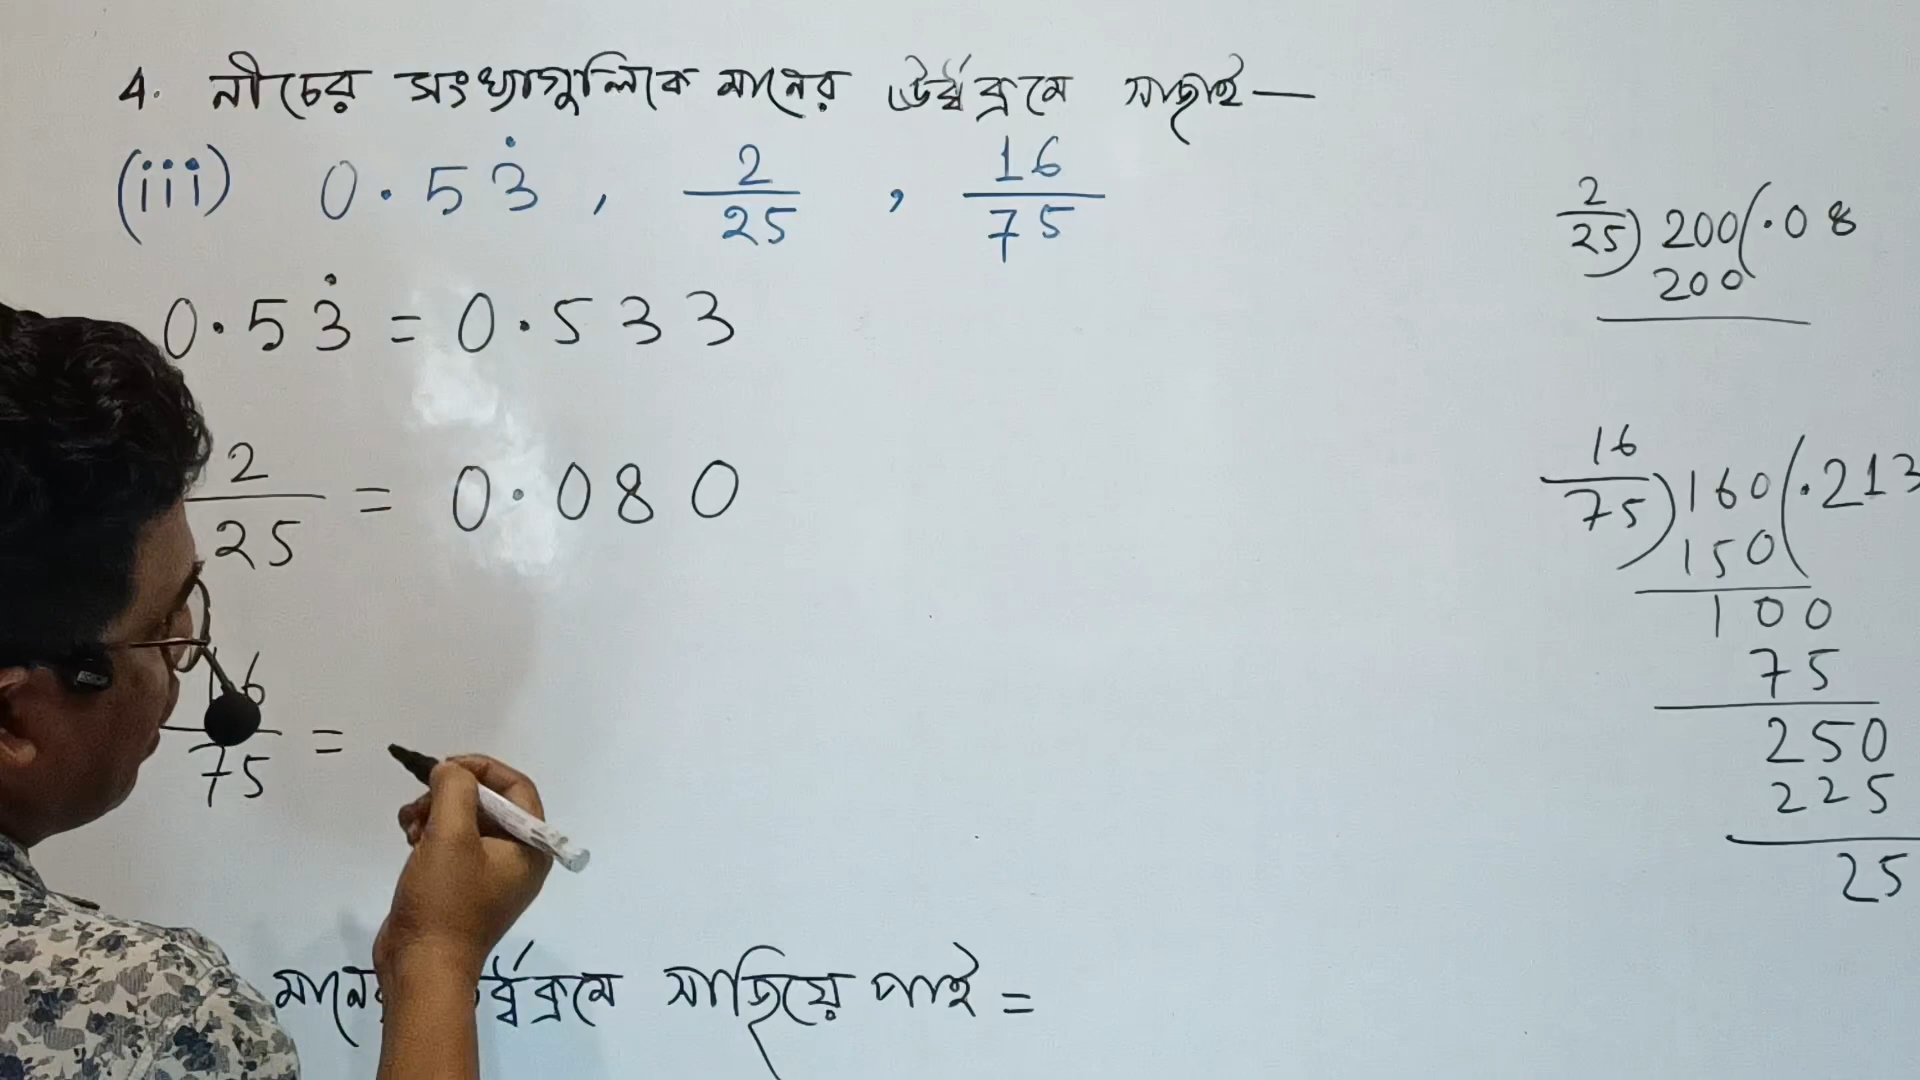 4. নীচের সংখ্যাগুলিকে মানের ঊর্ধ্বক্রমে সাজাই—
(iii) 0.53̇ , 2/25 , 16/75
0.53̇ = 0.533
2/25 = 0.080
16/75 =
মানের ঊর্ধ্বক্রমে সাজিয়ে পাই =
2/25) 200 (.08
200
16/75) 160 (.213
150
100
75
250
225
25